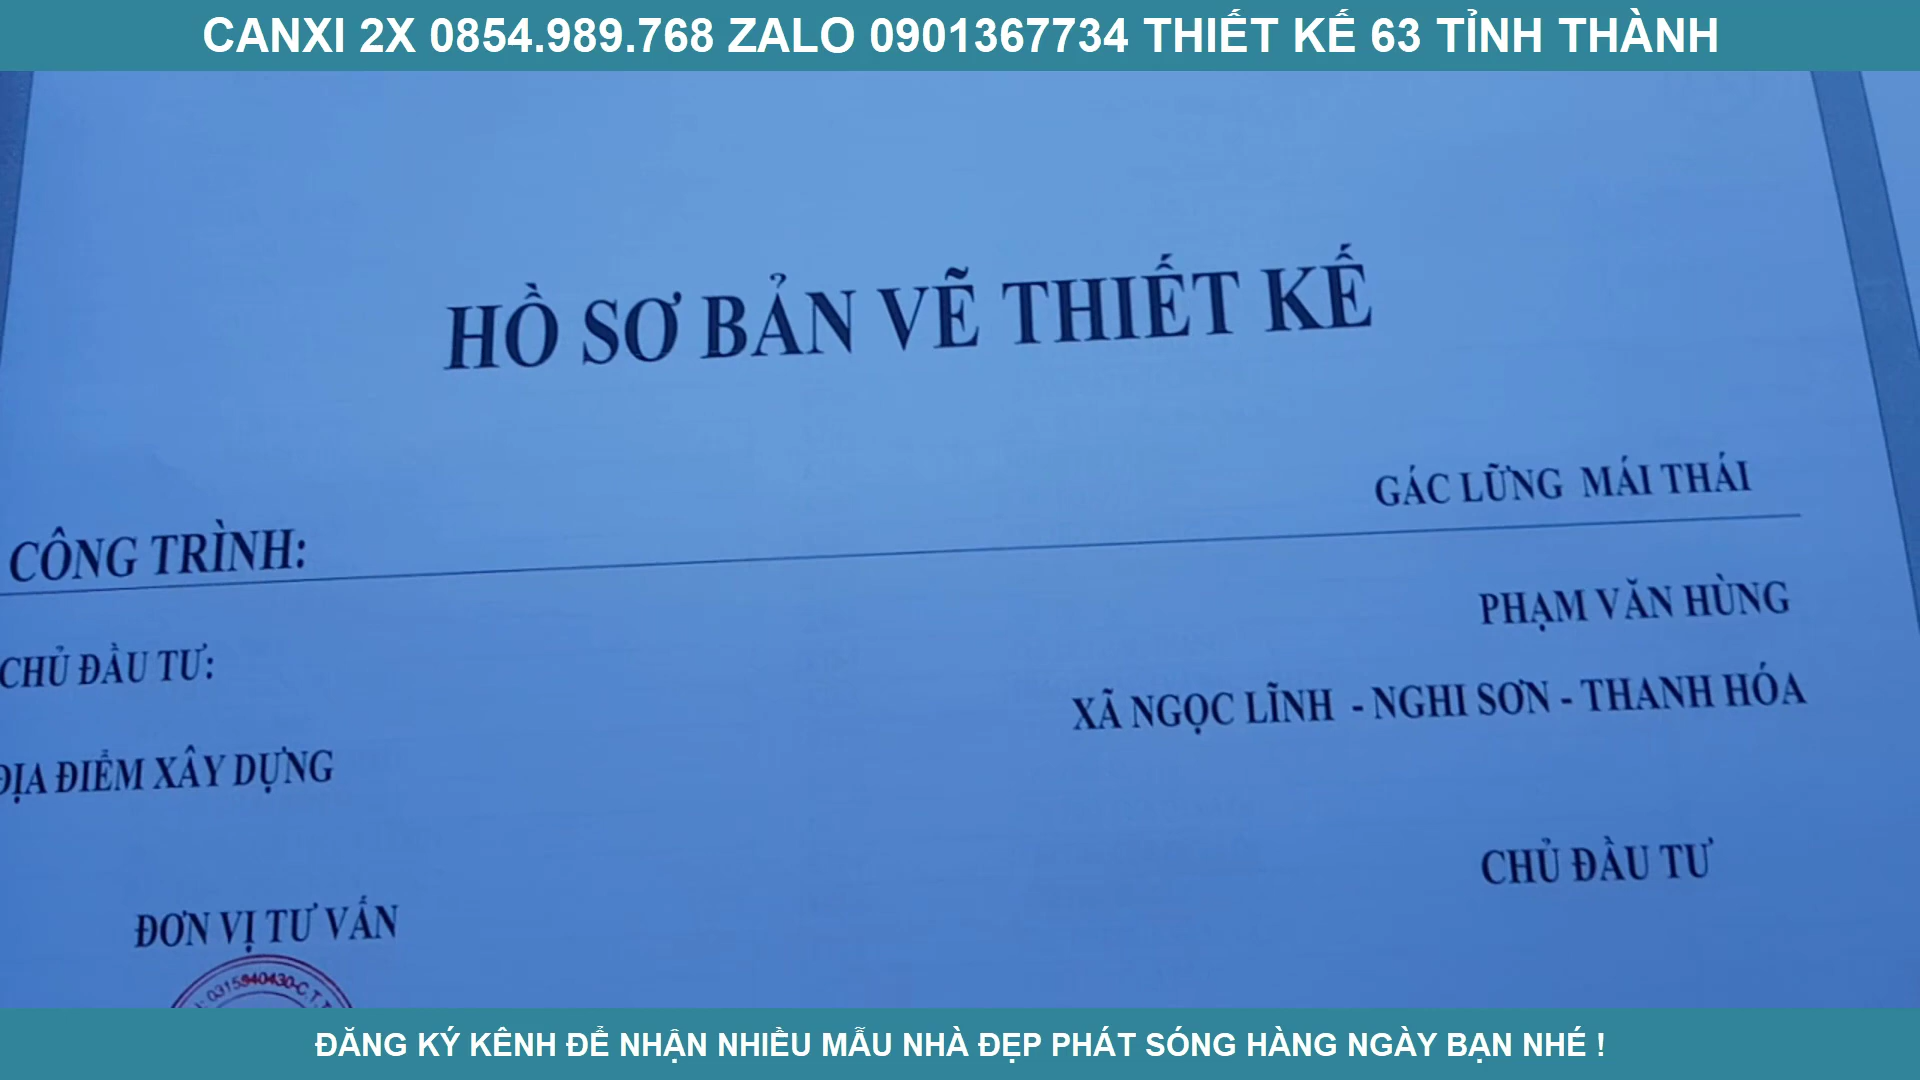 CANXI 2X 0854.989.768 ZALO 0901367734 THIẾT KẾ 63 TỈNH THÀNH
HỒ SƠ BẢN VẼ THIẾT KẾ
CÔNG TRÌNH:
GÁC LỮNG MÁI THÁI
CHỦ ĐẦU TƯ:
PHẠM VĂN HÙNG
ĐỊA ĐIỂM XÂY DỰNG
XÃ NGỌC LĨNH - NGHI SƠN - THANH HÓA
ĐƠN VỊ TƯ VẤN
CHỦ ĐẦU TƯ
0315940430-C.T.T
ĐĂNG KÝ KÊNH ĐỂ NHẬN NHIỀU MẪU NHÀ ĐẸP PHÁT SÓNG HÀNG NGÀY BẠN NHÉ !